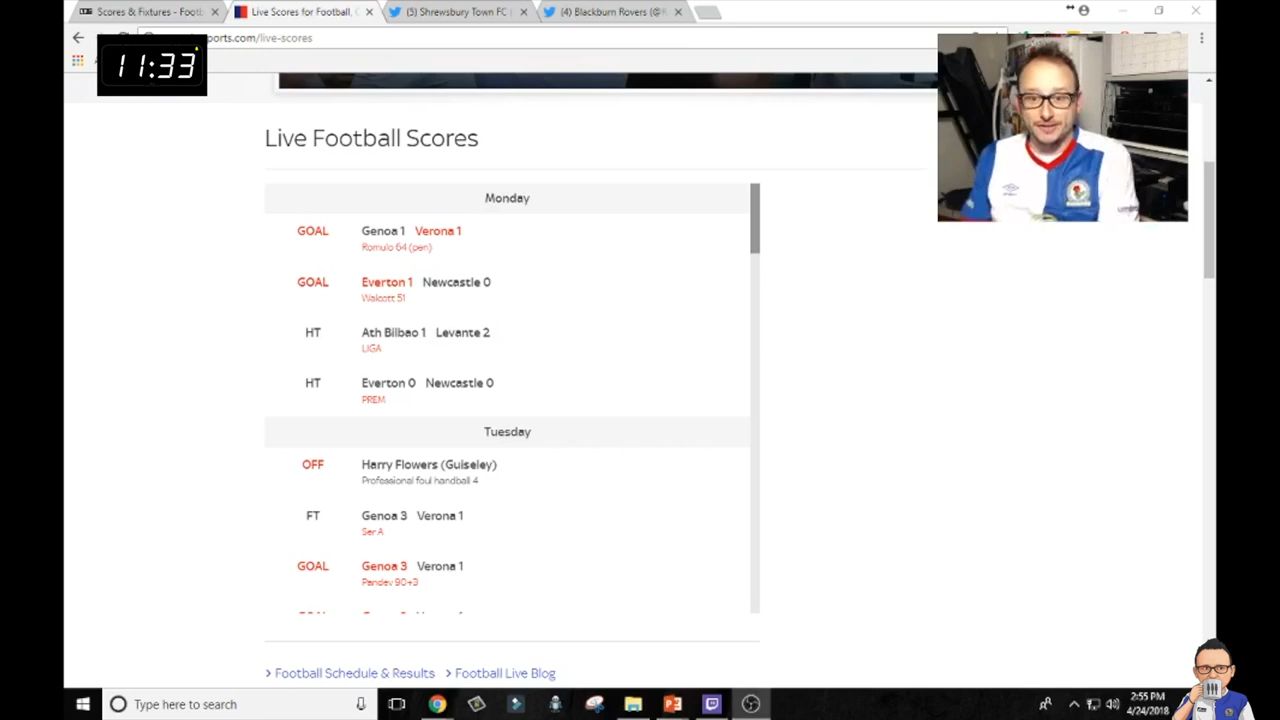 Scores & Fixtures - Footb
Live Scores for Football, C
(5) Shrewsbury Town FC (
(4) Blackburn Rovers (@R
ports.com/live-scores
11:33
Live Football Scores
Monday
GOAL Genoa 1 Verona 1
Romulo 64 (pen)
GOAL Everton 1 Newcastle 0
Walcott 51
HT Ath Bilbao 1 Levante 2
LIGA
HT Everton 0 Newcastle 0
PREM
Tuesday
OFF Harry Flowers (Guiseley)
Professional foul handball 4
FT Genoa 3 Verona 1
Ser A
GOAL Genoa 3 Verona 1
Pandev 90+3
> Football Schedule & Results > Football Live Blog
Type here to search
2:55 PM
4/24/2018